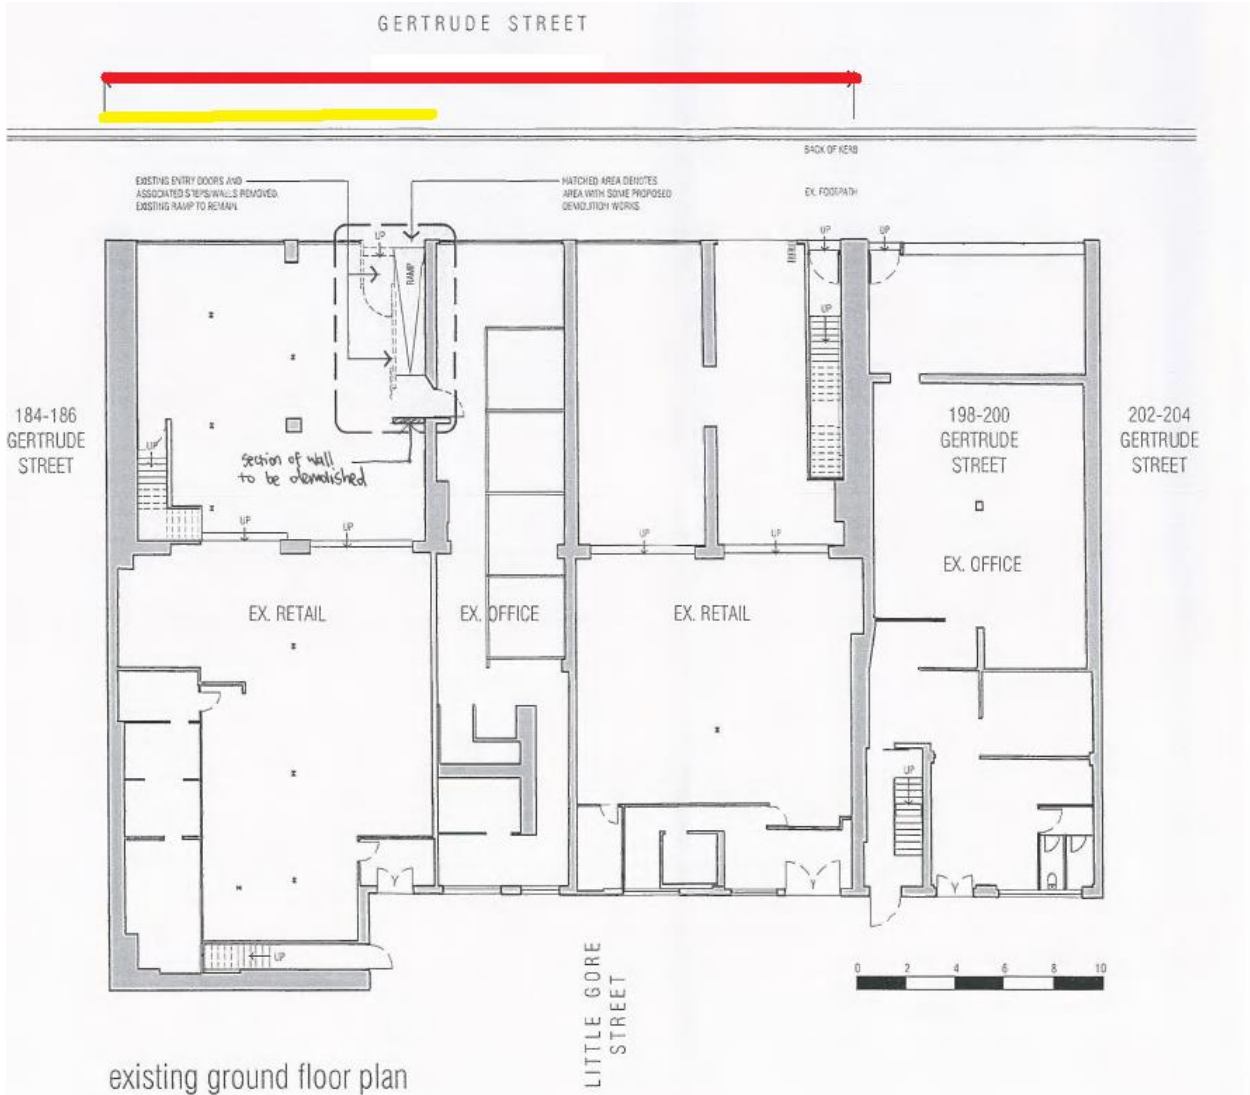 GERTRUDE STREET
BACK OF KERB
EXISTING ENTRY DOORS AND
ASSOCIATED STEPS/WALLS REMOVED.
EXISTING RAMP TO REMAIN.
HATCHED AREA DENOTES
AREA WITH SOME PROPOSED
DEMOLITION WORKS
EX. FOOTPATH
UP
UP
UP
RAMP
UP
184-186
GERTRUDE
STREET
198-200
GERTRUDE
STREET
202-204
GERTRUDE
STREET
UP
section of wall
to be demolished
UP
UP
UP
UP
EX. OFFICE
EX. RETAIL
EX. OFFICE
EX. RETAIL
UP
UP
LITTLE GORE
STREET
0 2 4 6 8 10
existing ground floor plan